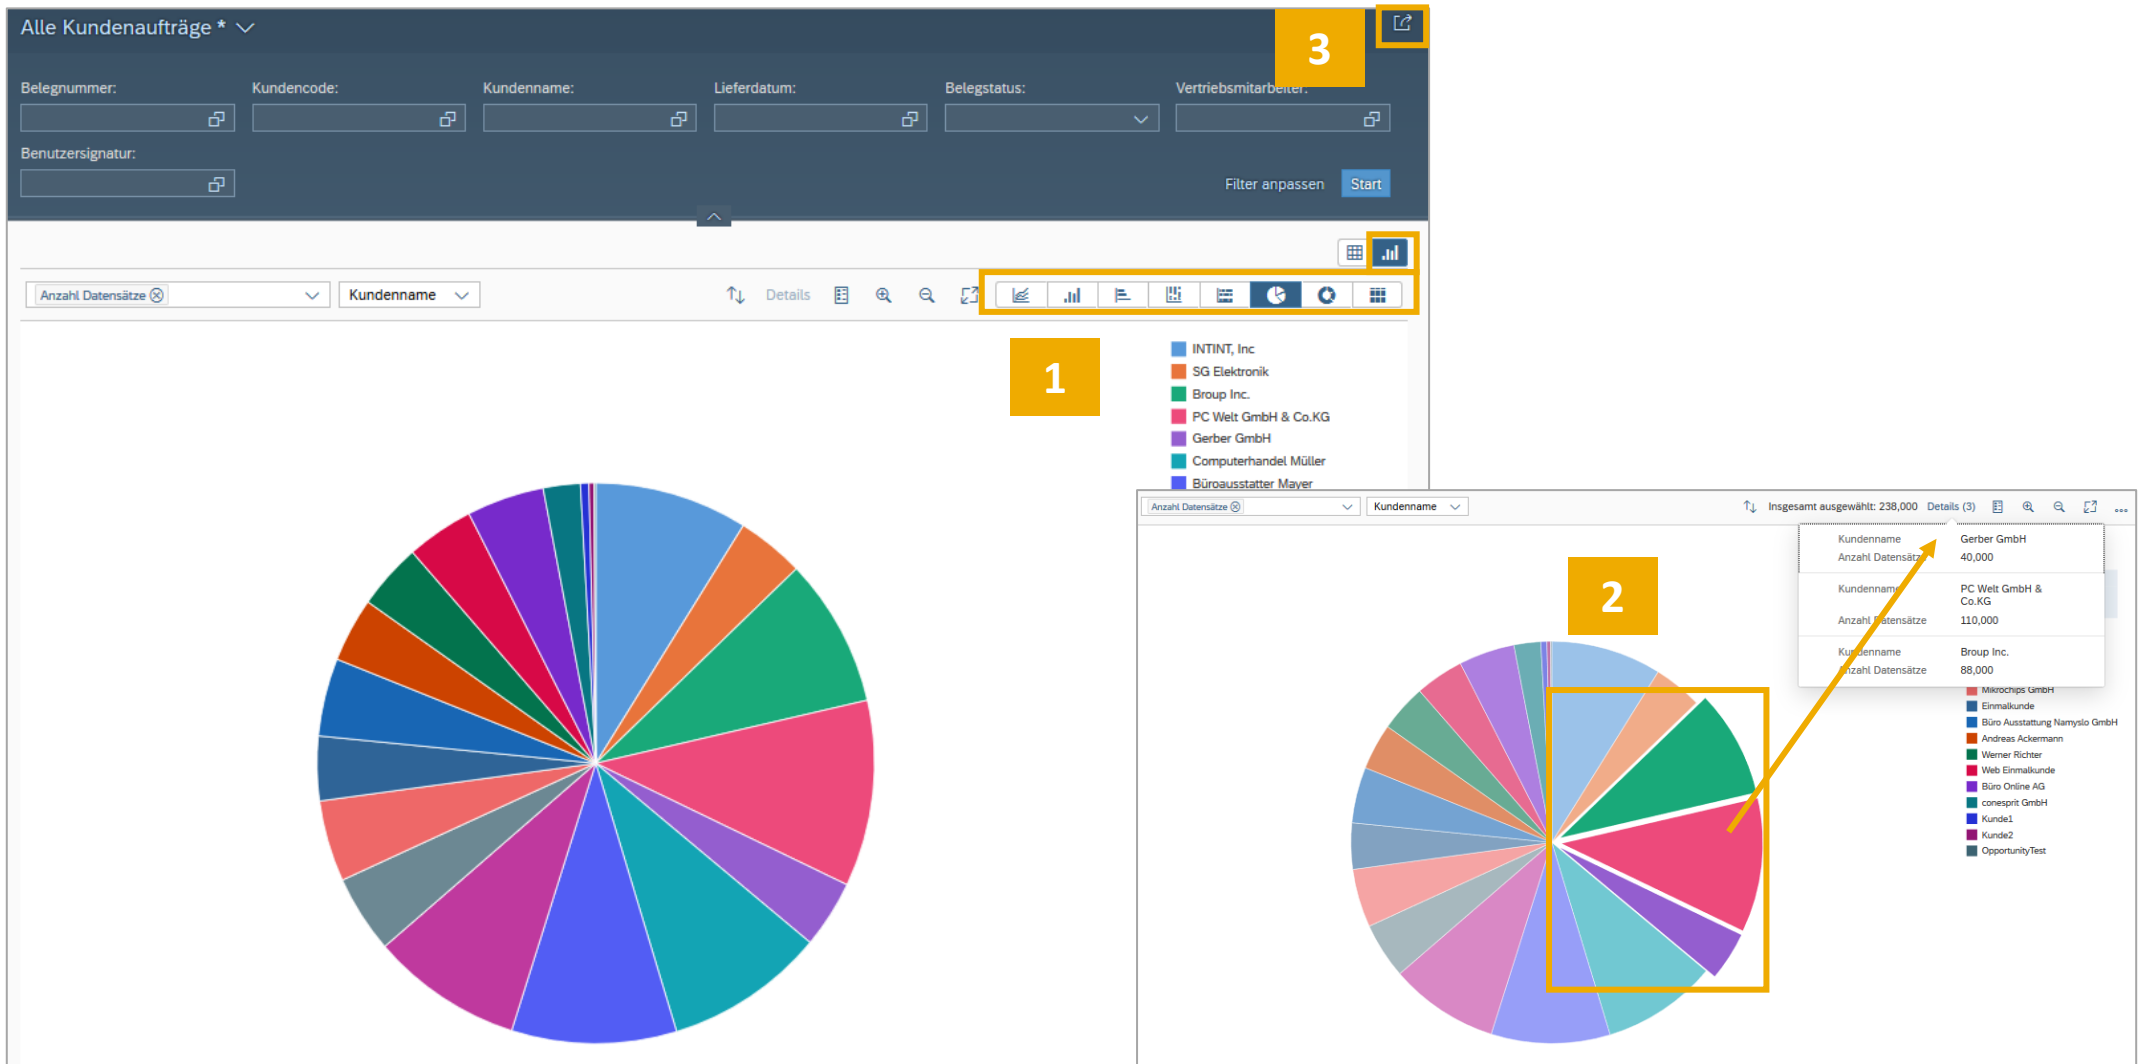 Alle Kundenaufträge *
3
Belegnummer:
Kundencode:
Kundenname:
Lieferdatum:
Belegstatus:
Vertriebsmitarbeiter:
Benutzersignatur:
Filter anpassen
Start
Anzahl Datensätze
Kundenname
Details
1
INTINT, Inc
SG Elektronik
Broup Inc.
PC Welt GmbH & Co.KG
Gerber GmbH
Computerhandel Müller
Büroausstatter Mayer
Anzahl Datensätze
Kundenname
Insgesamt ausgewählt: 238,000
Details (3)
2
Kundenname Gerber GmbH
Anzahl Datensätze 40,000
Kundenname PC Welt GmbH &
Co.KG
Anzahl Datensätze 110,000
Kundenname Broup Inc.
Anzahl Datensätze 88,000
Mikrochips GmbH
Einmalkunde
Büro Ausstattung Namyslo GmbH
Andreas Ackermann
Werner Richter
Web Einmalkunde
Büro Online AG
conesprit GmbH
Kunde1
Kunde2
OpportunityTest